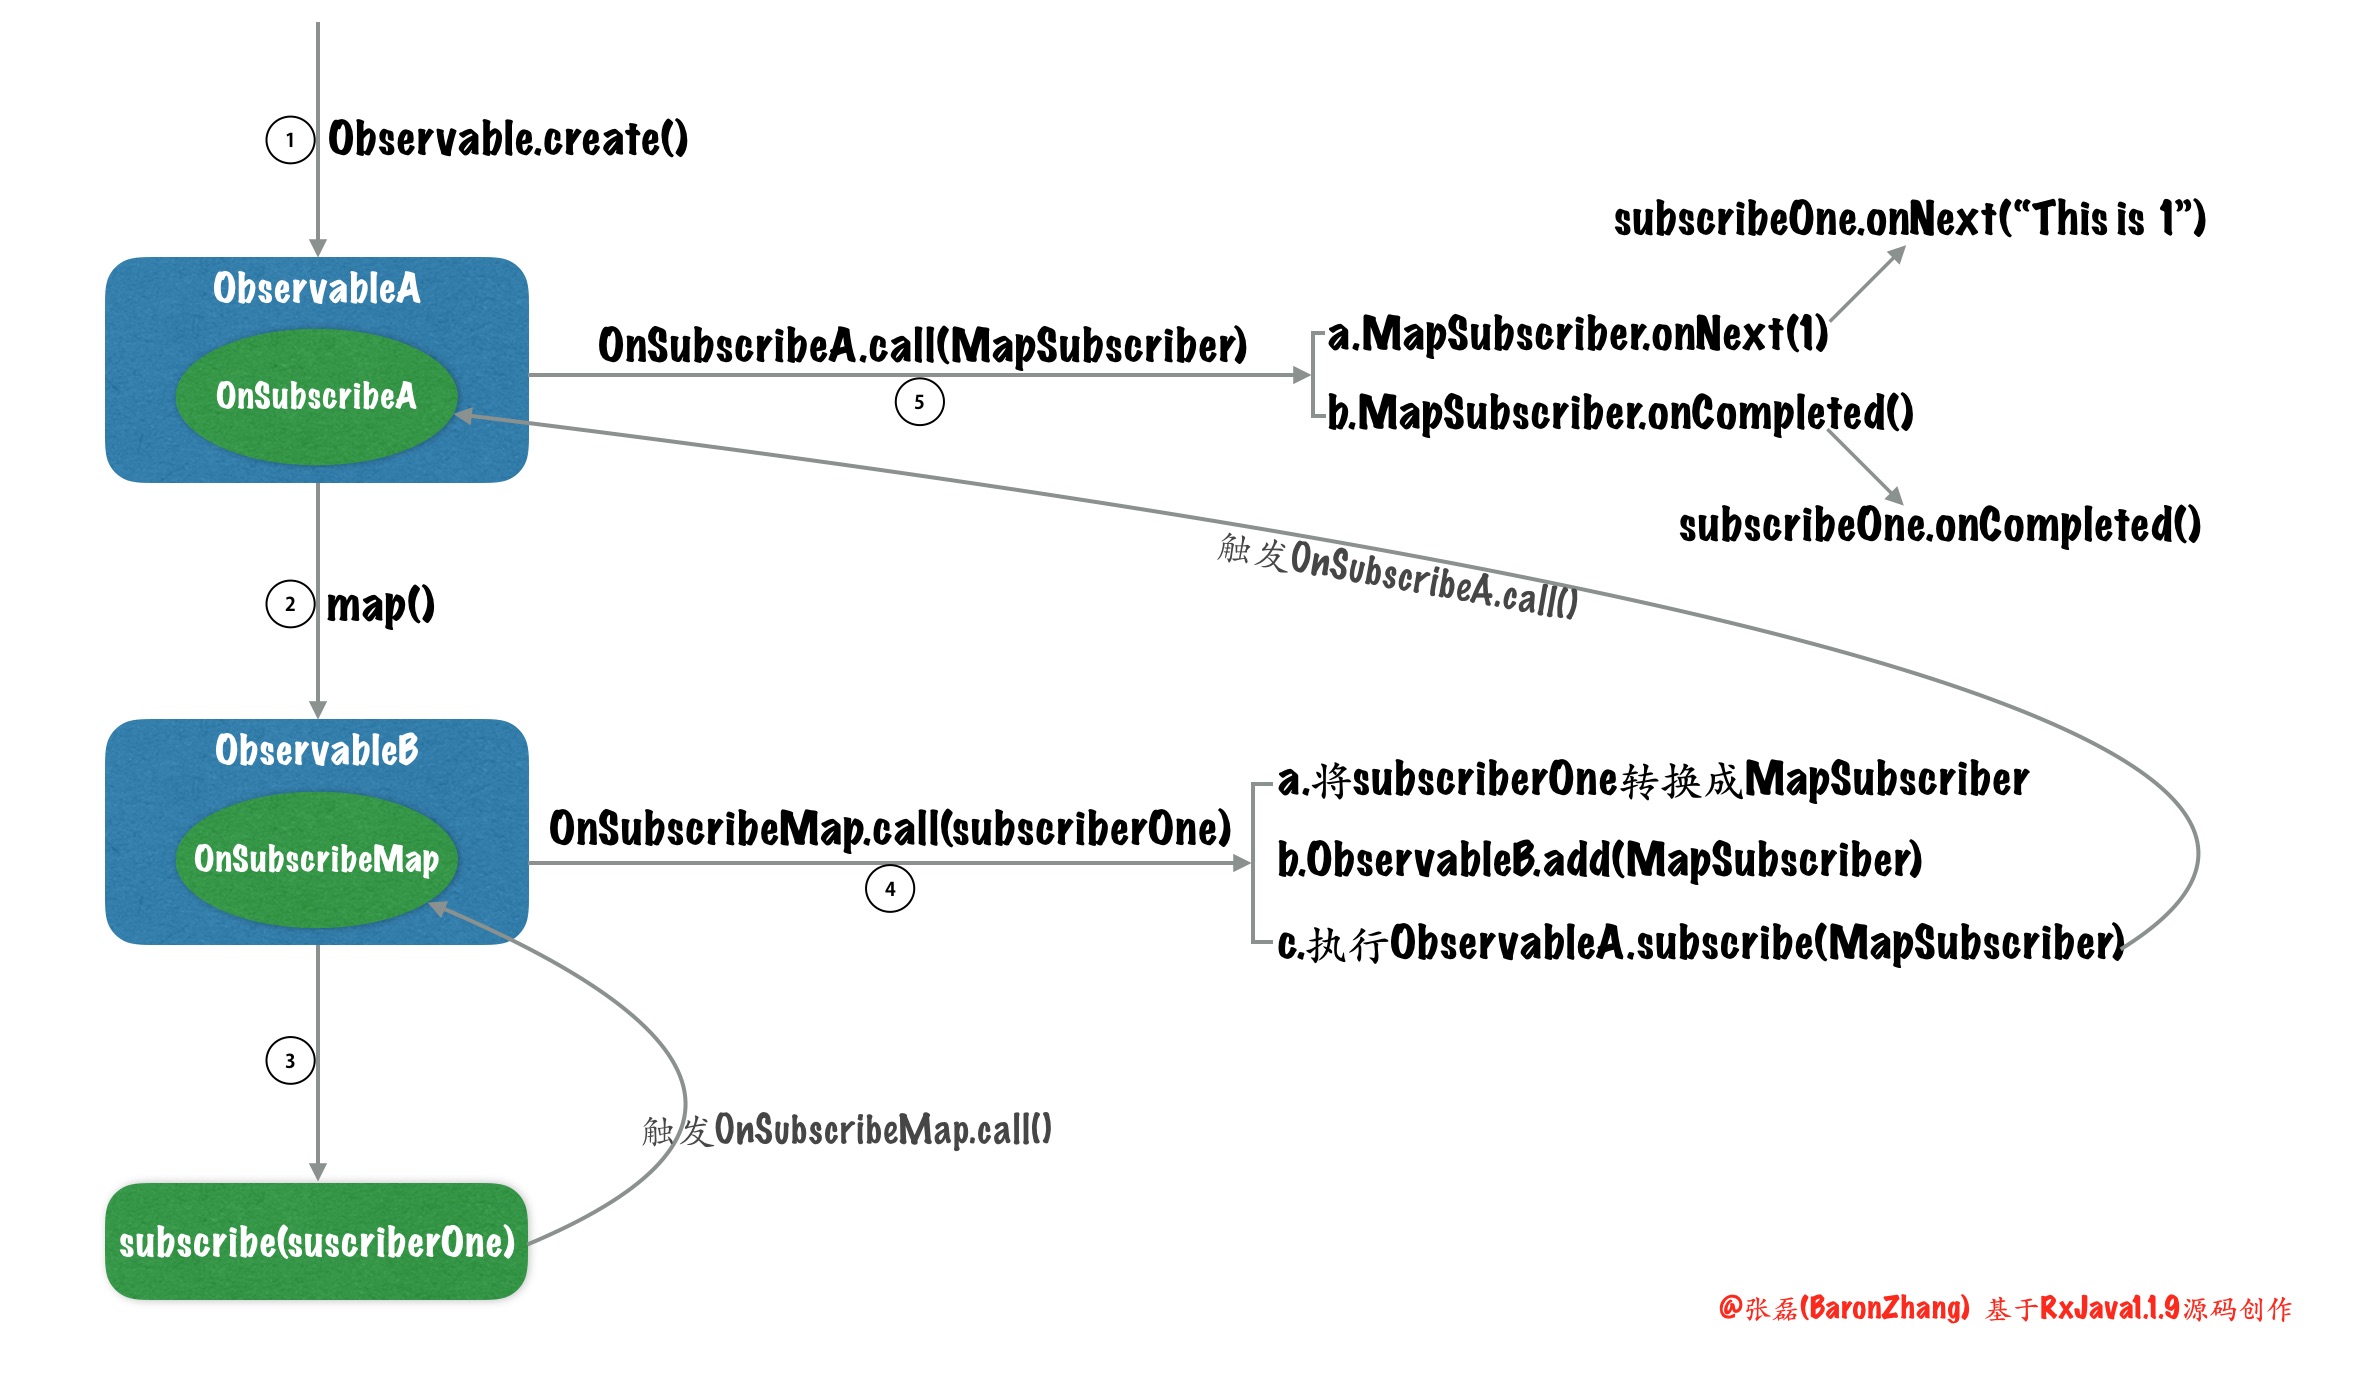 1 Observable.create()
ObservableA
OnSubscribeA
OnSubscribeA.call(MapSubscriber)
5
a.MapSubscriber.onNext(1)
b.MapSubscriber.onCompleted()
subscribeOne.onNext(“This is 1”)
subscribeOne.onCompleted()
触发OnSubscribeA.call()
2 map()
ObservableB
OnSubscribeMap
OnSubscribeMap.call(subscriberOne)
4
a.将subscriberOne转换成MapSubscriber
b.ObservableB.add(MapSubscriber)
c.执行ObservableA.subscribe(MapSubscriber)
3
触发OnSubscribeMap.call()
subscribe(suscriberOne)
@张磊(BaronZhang) 基于RxJava1.1.9源码创作